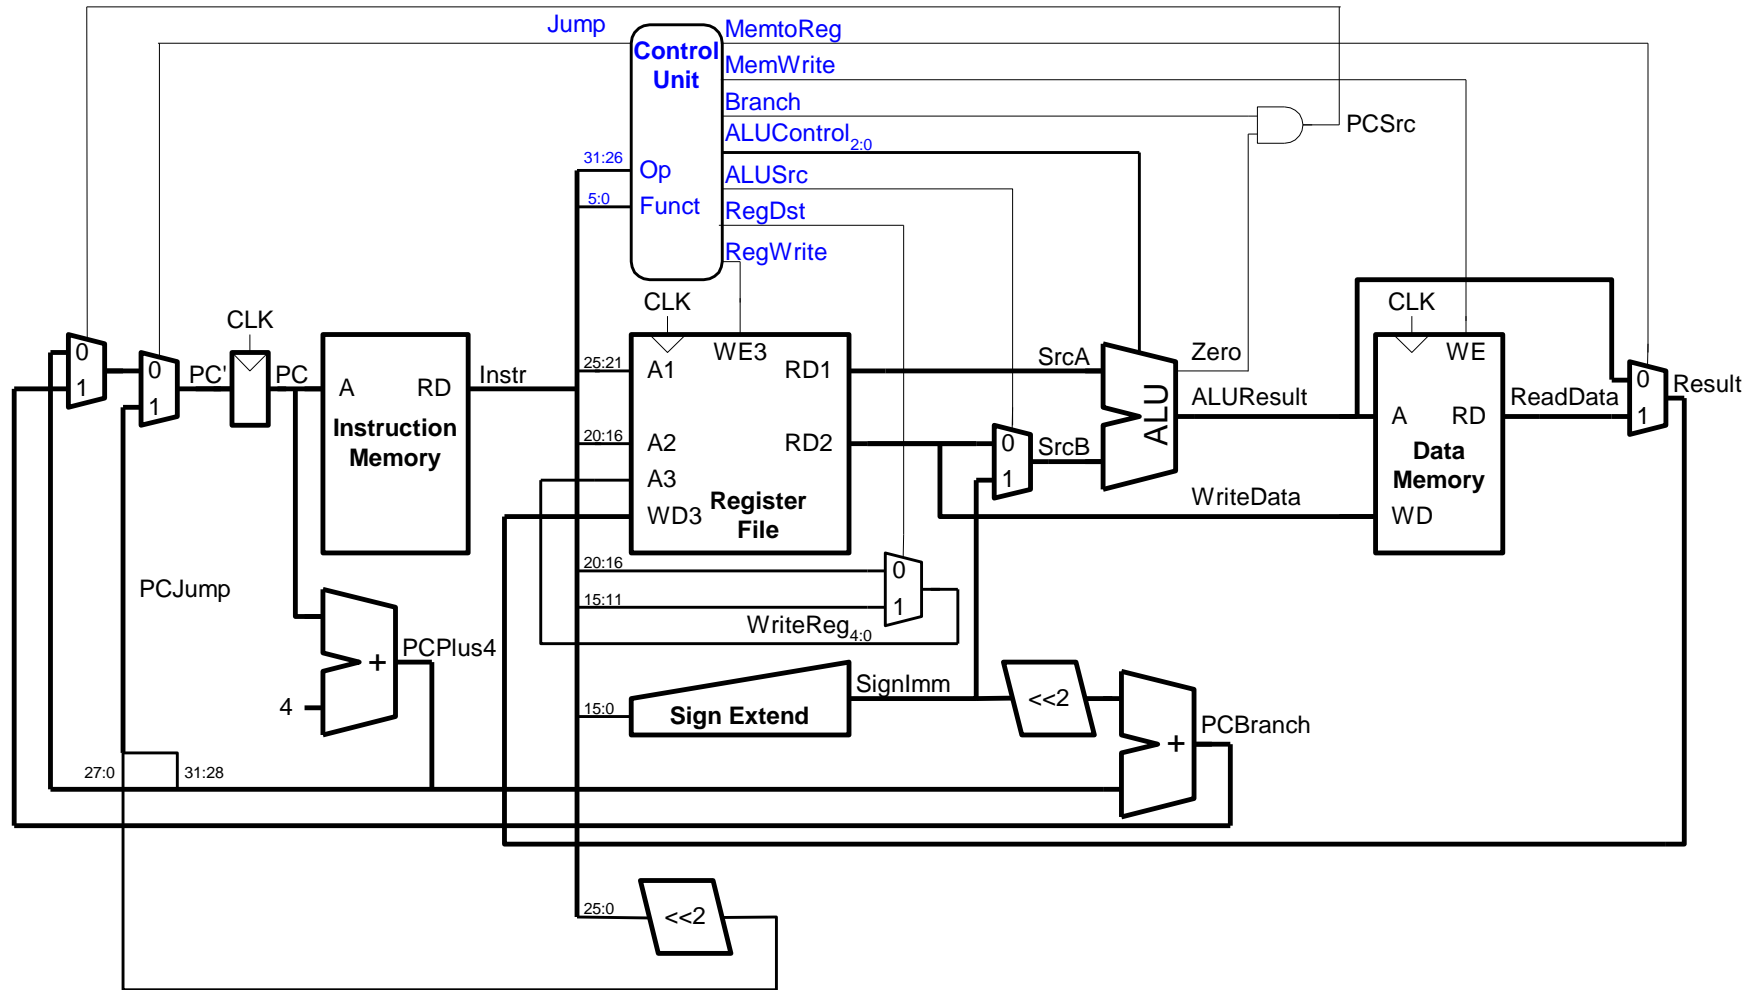 Jump
Control
Unit
MemtoReg
MemWrite
Branch
ALUControl2:0
ALUSrc
RegDst
RegWrite
PCSrc
31:26
Op
5:0
Funct
CLK
CLK
CLK
0
1
0
1
PC'
PC
A
RD
Instruction
Memory
Instr
25:21
A1
WE3
RD1
20:16
A2
RD2
A3
WD3
Register
File
SrcA
0
1
SrcB
ALU
Zero
ALUResult
WriteData
WE
A
RD
Data
Memory
WD
ReadData
0
1
Result
20:16
0
15:11
1
WriteReg4:0
PCJump
PCPlus4
+
4
15:0
Sign Extend
SignImm
<<2
+
PCBranch
27:0
31:28
25:0
<<2